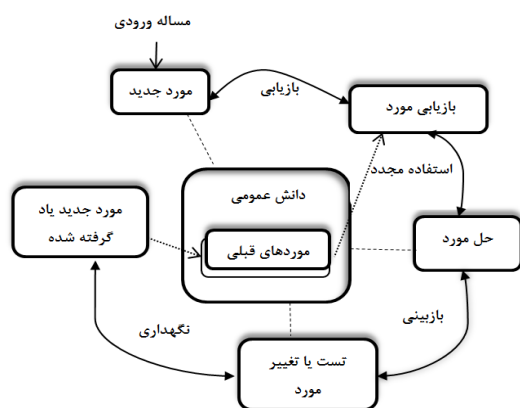 مساله ورودی
مورد جدید
بازیابی
بازیابی مورد
استفاده مجدد
دانش عمومی
موردهای قبلی
مورد جدید یاد
گرفته شده
حل مورد
بازبینی
نگهداری
تست یا تغییر
مورد